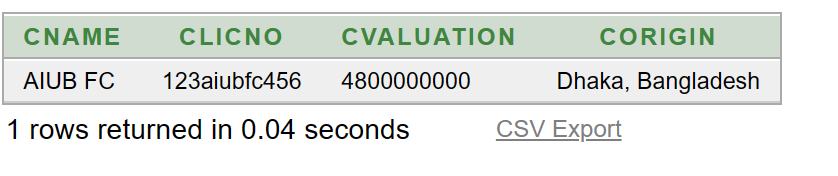 CNAME CLICNO CVALUATION CORIGIN
AIUB FC 123aiubfc456 4800000000 Dhaka, Bangladesh
1 rows returned in 0.04 seconds CSV Export